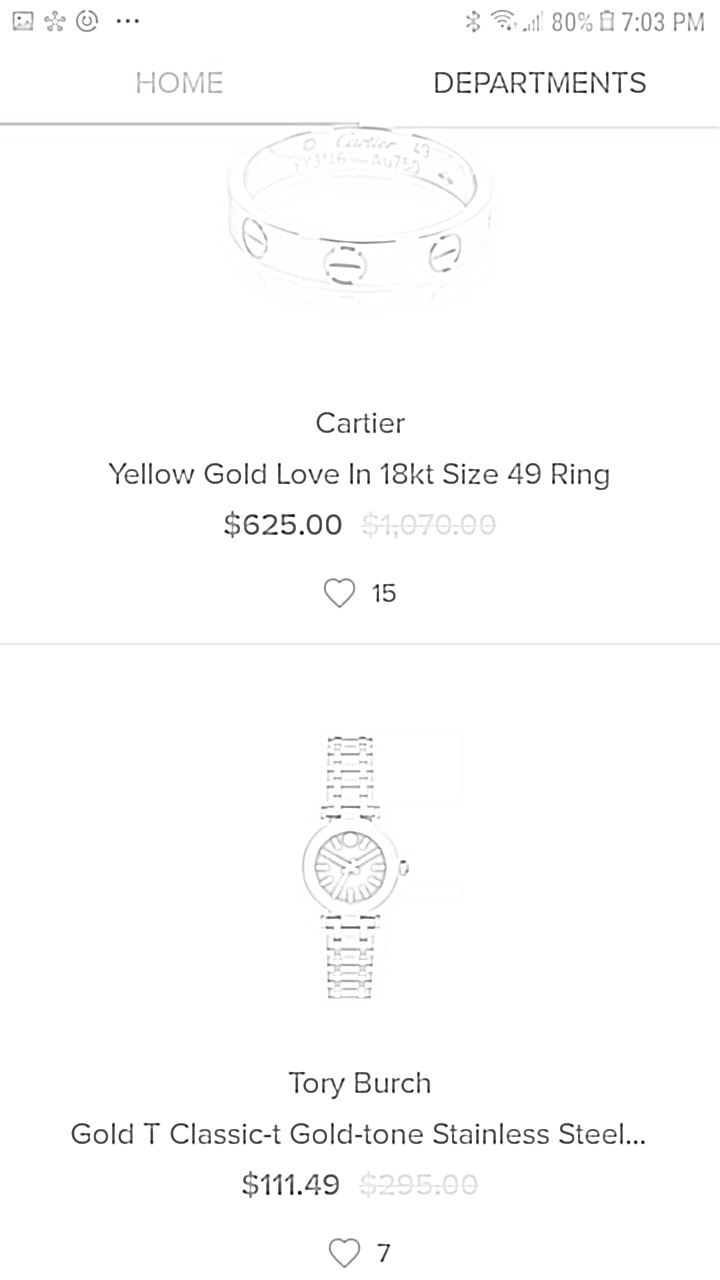 80% 7:03 PM
HOME DEPARTMENTS
Cartier
Au750
Cartier
Yellow Gold Love In 18kt Size 49 Ring
$625.00 $1,070.00
15
Tory Burch
Gold T Classic-t Gold-tone Stainless Steel...
$111.49 $295.00
7